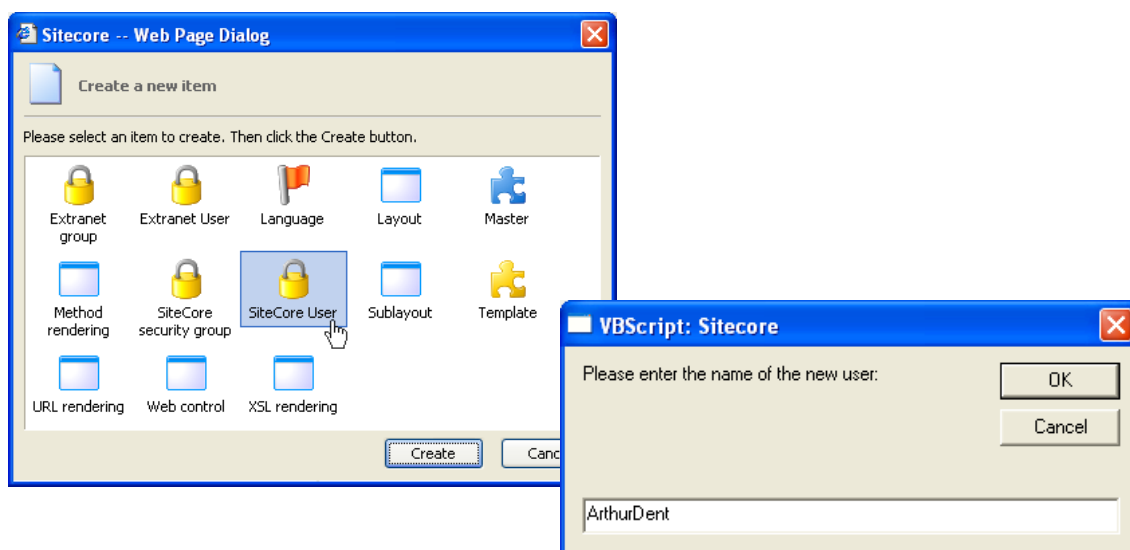 Sitecore -- Web Page Dialog
Create a new item
Please select an item to create. Then click the Create button.
Extranet group
Extranet User
Language
Layout
Master
Method rendering
SiteCore security group
SiteCore User
Sublayout
Template
URL rendering
Web control
XSL rendering
Create
Canc
VBScript: Sitecore
Please enter the name of the new user:
OK
Cancel
ArthurDent